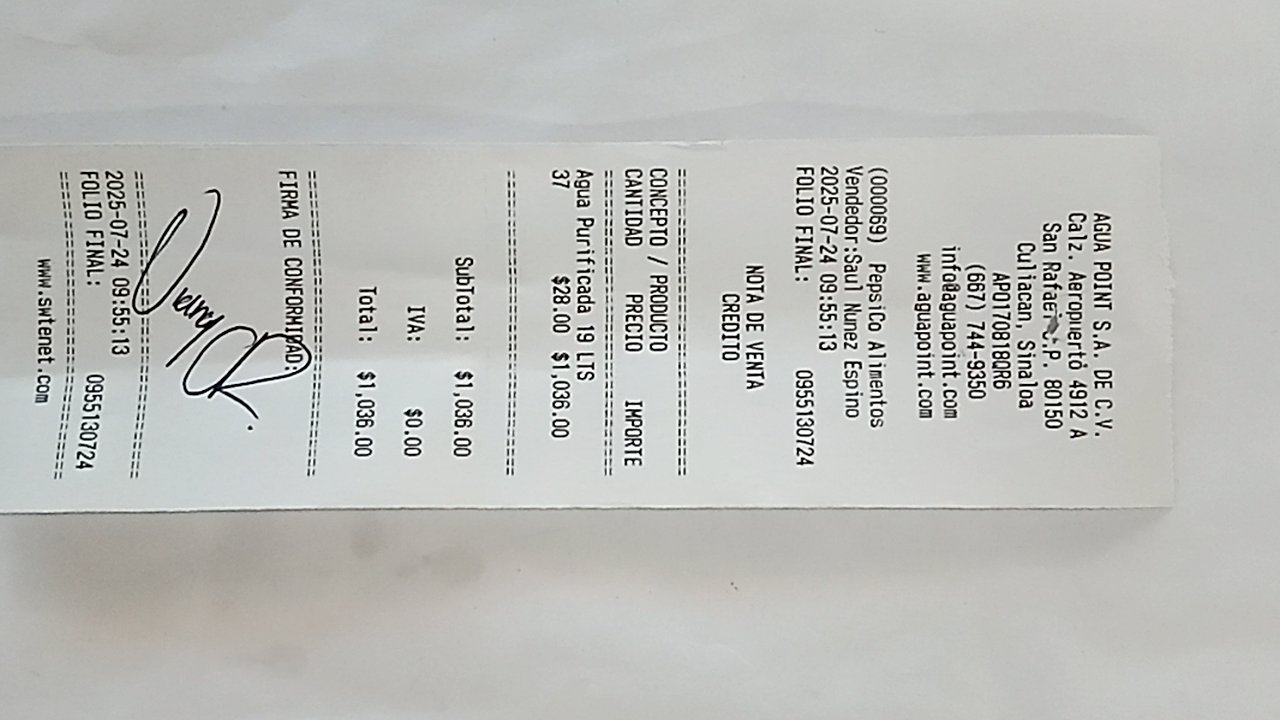 AGUA POINT S.A. DE C.V.
Calz. Aeropuerto 4912 A
San Rafael C.P. 80150
Culiacan, Sinaloa
APO170818QR6
(667) 744-9350
info@aguapoint.com
www.aguapoint.com
(000069) PepsiCo Alimentos
Vendedor:Saul Nunez Espino
2025-07-24 09:55:13
FOLIO FINAL: 0955130724
NOTA DE VENTA
CREDITO
CONCEPTO / PRODUCTO
CANTIDAD PRECIO IMPORTE
Agua Purificada 19 LTS
37 $28.00 $1,036.00
SubTotal: $1,036.00
IVA: $0.00
Total: $1,036.00
FIRMA DE CONFORMIDAD:
2025-07-24 09:55:13
FOLIO FINAL: 0955130724
www.swtenet.com